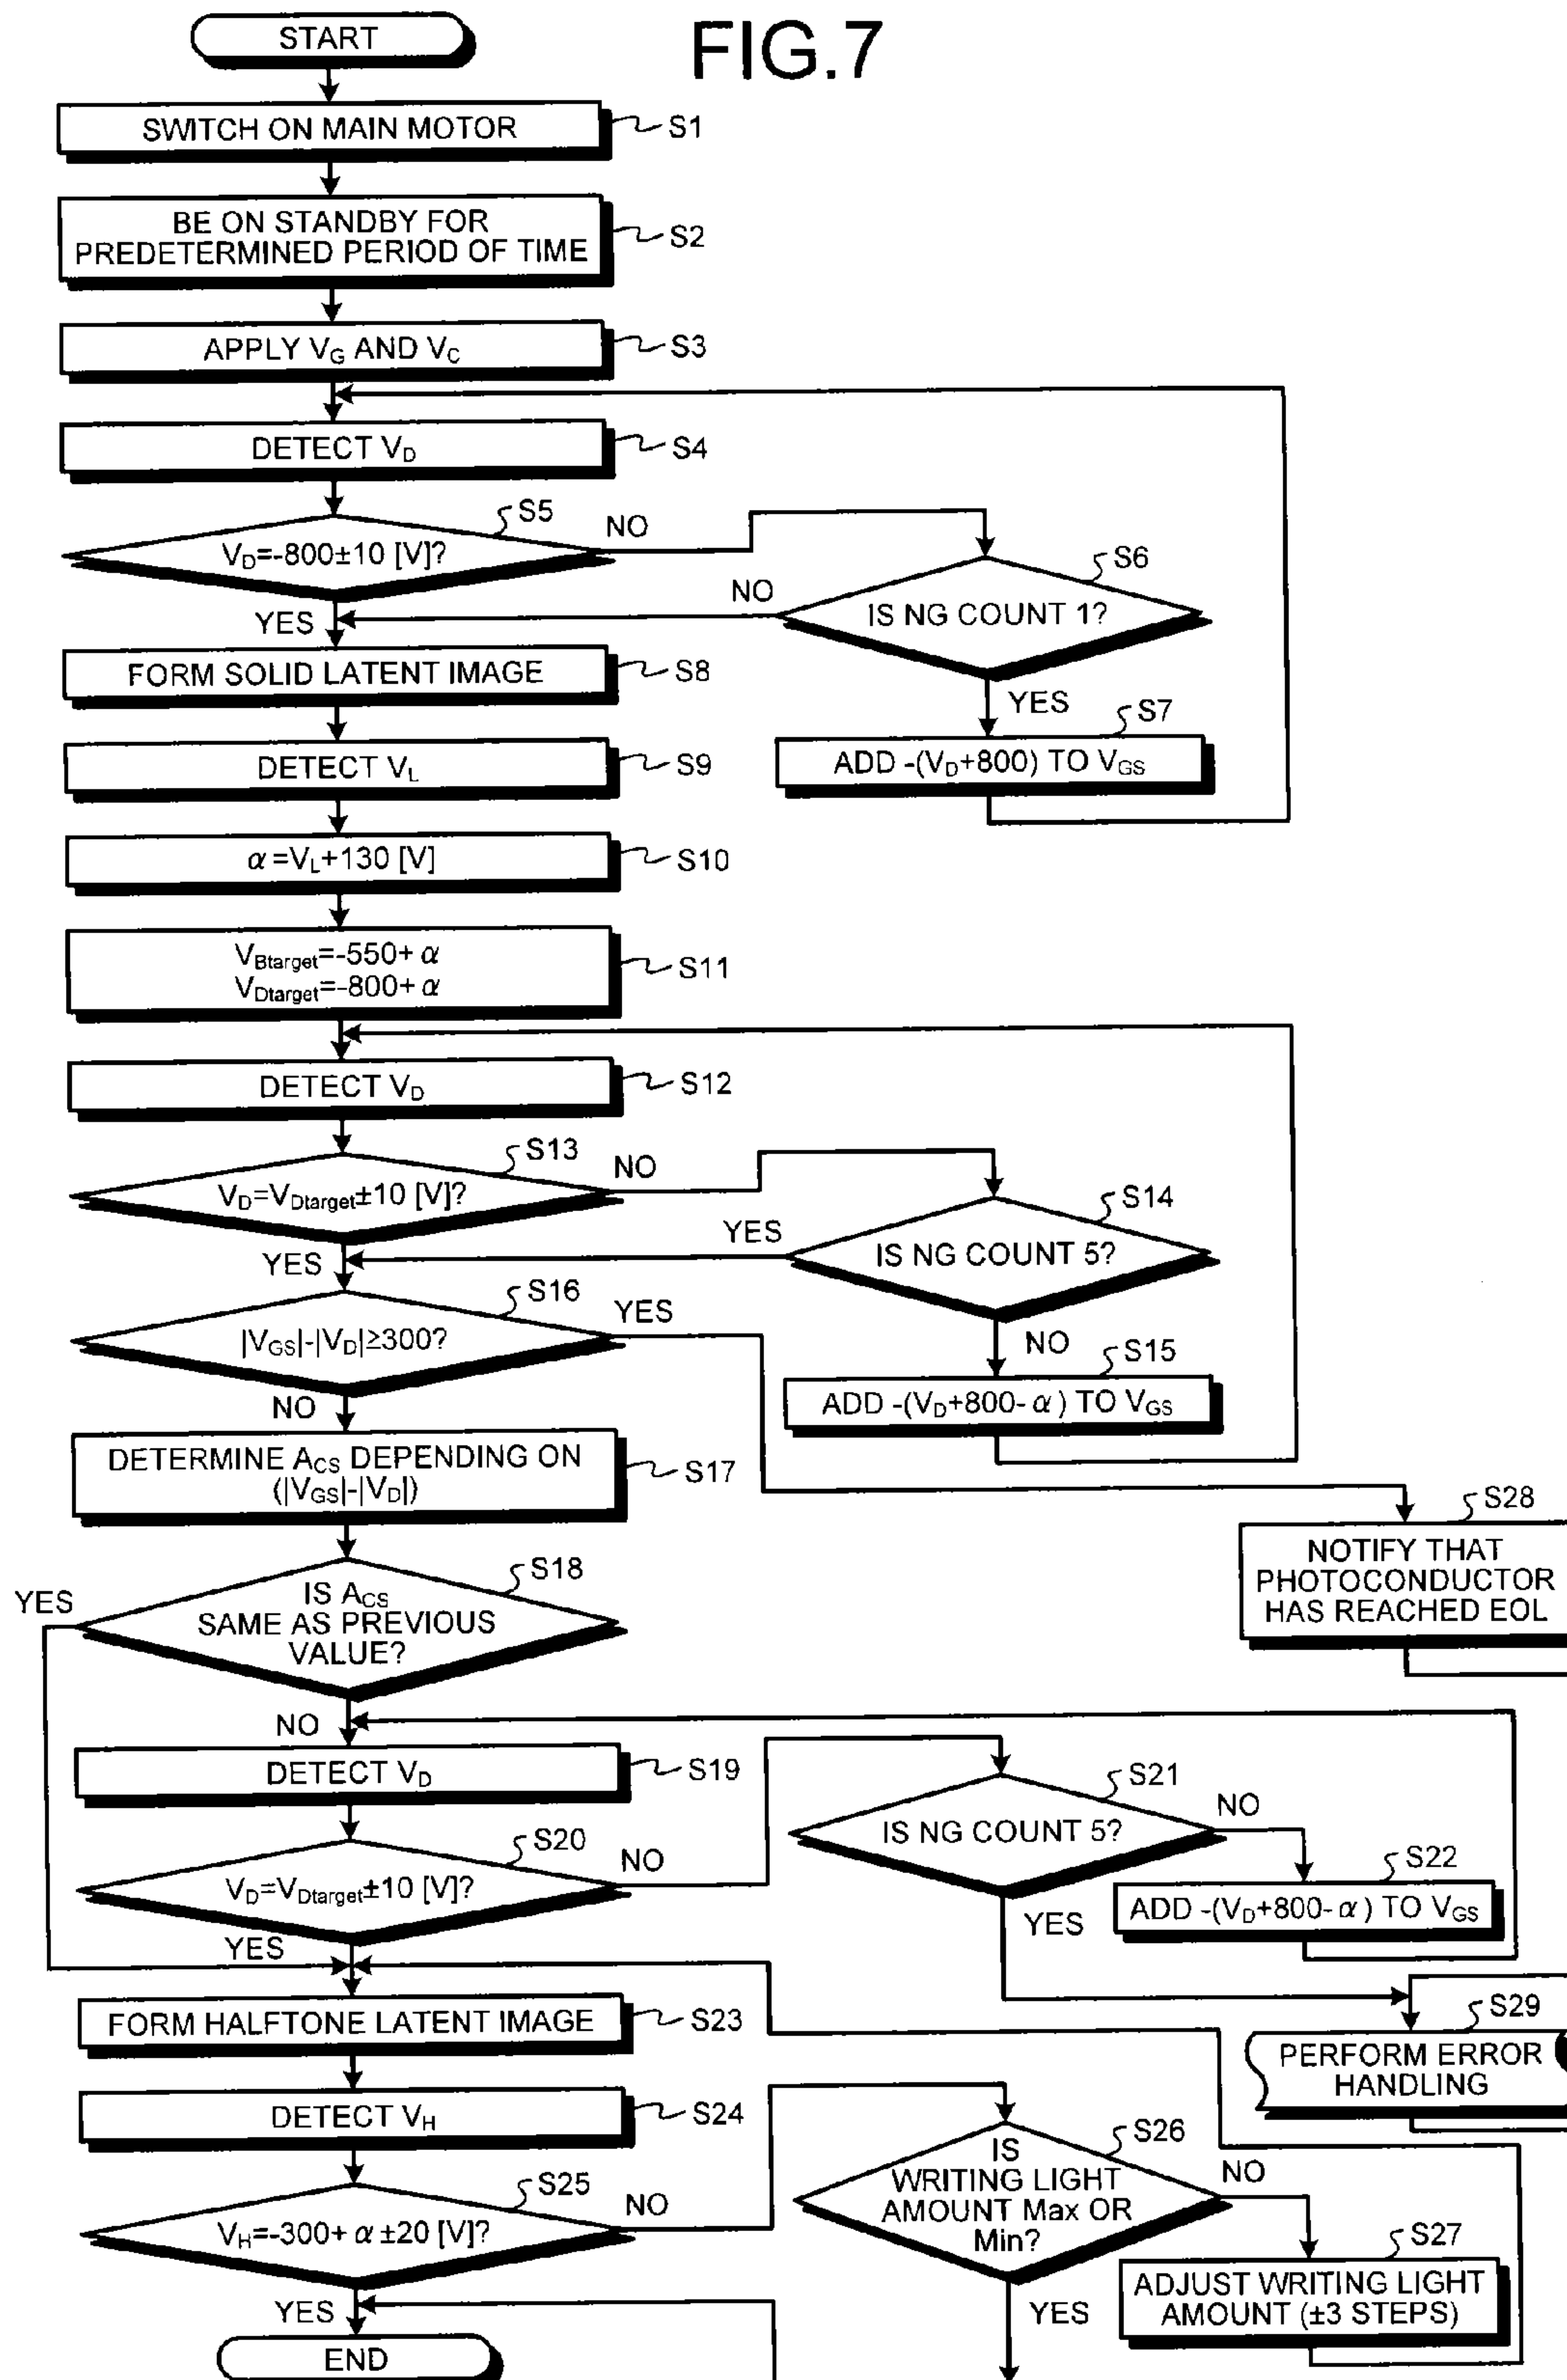 FIG.7
START
SWITCH ON MAIN MOTOR
S1
BE ON STANDBY FOR
PREDETERMINED PERIOD OF TIME
S2
APPLY VG AND VC
S3
DETECT VD
S4
S5
VD=-800±10 [V]?
NO
YES
S6
IS NG COUNT 1?
NO
YES
S7
ADD -(VD+800) TO VGS
FORM SOLID LATENT IMAGE
S8
DETECT VL
S9
α=VL+130 [V]
S10
VBtarget=-550+ α
VDtarget=-800+ α
S11
DETECT VD
S12
S13
VD=VDtarget±10 [V]?
NO
YES
S14
IS NG COUNT 5?
YES
NO
S15
ADD -(VD+800-α) TO VGS
S16
|VGS|-|VD|≥300?
YES
NO
DETERMINE ACS DEPENDING ON
(|VGS|-|VD|)
S17
S28
NOTIFY THAT
PHOTOCONDUCTOR
HAS REACHED EOL
S18
IS ACS
SAME AS PREVIOUS
VALUE?
YES
NO
DETECT VD
S19
S20
VD=VDtarget±10 [V]?
NO
YES
S21
IS NG COUNT 5?
NO
YES
S22
ADD -(VD+800-α) TO VGS
S29
PERFORM ERROR
HANDLING
FORM HALFTONE LATENT IMAGE
S23
DETECT VH
S24
S25
VH=-300+ α ±20 [V]?
NO
YES
S26
IS
WRITING LIGHT
AMOUNT Max OR
Min?
NO
YES
S27
ADJUST WRITING LIGHT
AMOUNT (±3 STEPS)
END